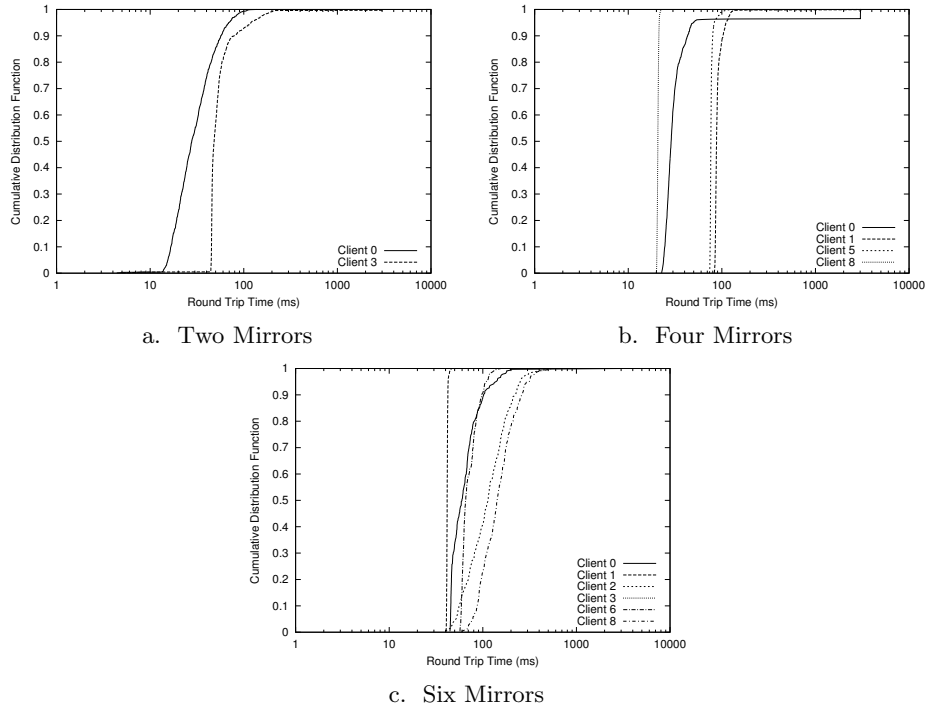 Cumulative Distribution Function
1
0.9
0.8
0.7
0.6
0.5
0.4
0.3
0.2
0.1
0
1 10 100 1000 10000
Round Trip Time (ms)
Client 0
Client 3
a. Two Mirrors
Cumulative Distribution Function
1
0.9
0.8
0.7
0.6
0.5
0.4
0.3
0.2
0.1
0
1 10 100 1000 10000
Round Trip Time (ms)
Client 0
Client 1
Client 5
Client 8
b. Four Mirrors
Cumulative Distribution Function
1
0.9
0.8
0.7
0.6
0.5
0.4
0.3
0.2
0.1
0
1 10 100 1000 10000
Round Trip Time (ms)
Client 0
Client 1
Client 2
Client 3
Client 6
Client 8
c. Six Mirrors